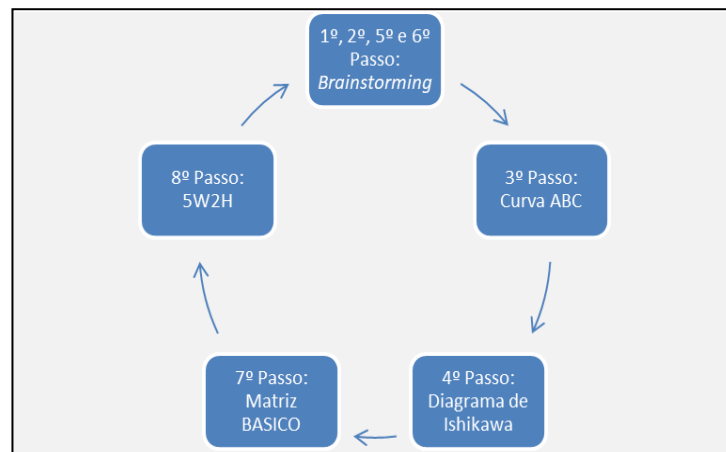 1º, 2º, 5º e 6º
Passo:
Brainstorming
3º Passo:
Curva ABC
4º Passo:
Diagrama de
Ishikawa
7º Passo:
Matriz
BASICO
8º Passo:
5W2H